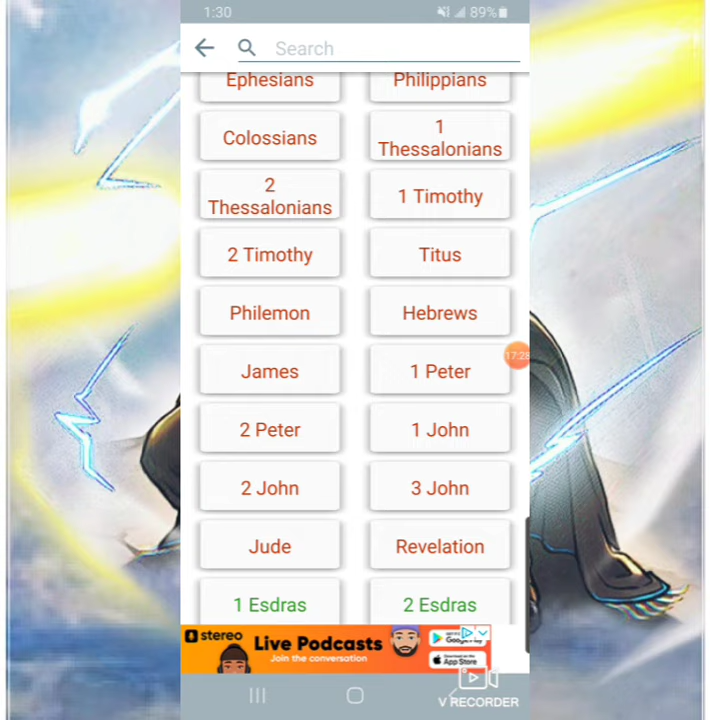 1:30 89%
Search
Ephesians Philippians
Colossians 1 Thessalonians
2 Thessalonians 1 Timothy
2 Timothy Titus
Philemon Hebrews
17:28
James 1 Peter
2 Peter 1 John
2 John 3 John
Jude Revelation
1 Esdras 2 Esdras
stereo Live Podcasts
Join the conversation
App Store
V RECORDER